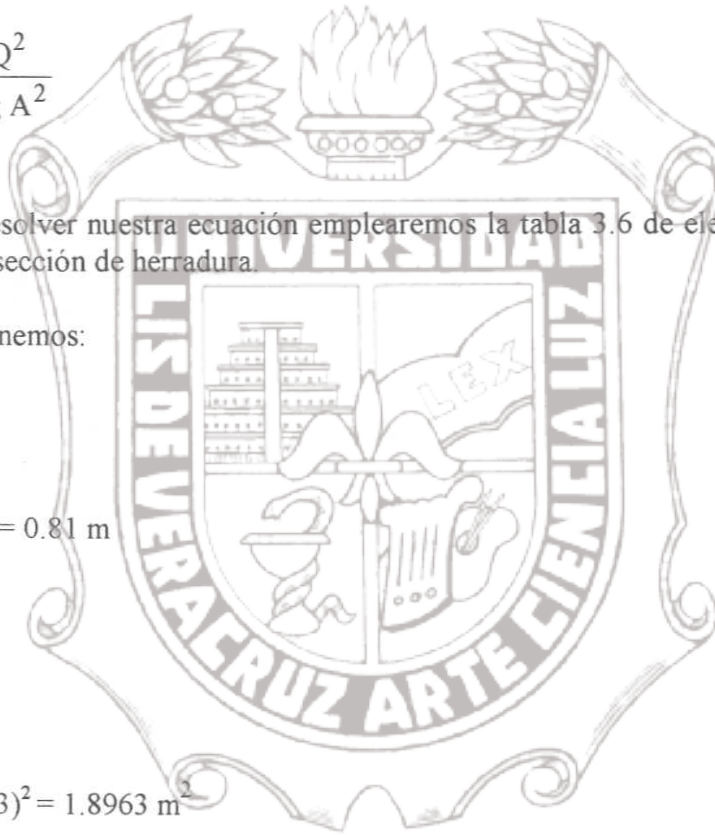 Q²
A²
solver nuestra ecuación emplearemos la tabla 3.6 de ele
sección de herradura.
nemos:
= 0.81 m
3)² = 1.8963 m²
UNIVERSIDAD
LIS DE VERACRUZ ARTE CIENCIA LUZ
LEX